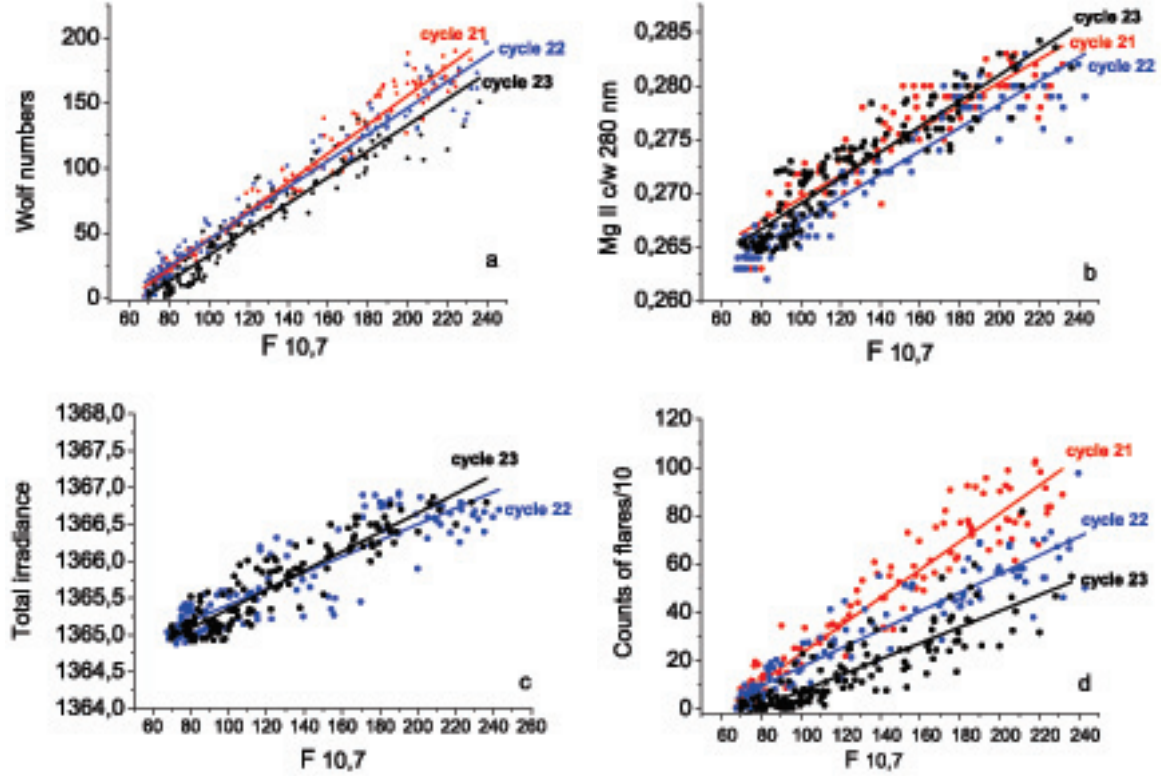 cycle 21
cycle 22
cycle 23
200
150
100
50
0
Wolf numbers
a
60 80 100 120 140 160 180 200 220 240
F 10,7
cycle 23
cycle 21
cycle 22
0,285
0,280
0,275
0,270
0,265
0,260
Mg II c/w 280 nm
b
60 80 100 120 140 160 180 200 220 240
F 10,7
1368,0
1367,5
1367,0
1366,5
1366,0
1365,5
1365,0
1364,5
1364,0
Total irradiance
cycle 23
cycle 22
c
60 80 100 120 140 160 180 200 220 240 260
F 10,7
120
100
80
60
40
20
0
Counts of flares/10
cycle 21
cycle 22
cycle 23
d
60 80 100 120 140 160 180 200 220 240
F 10,7